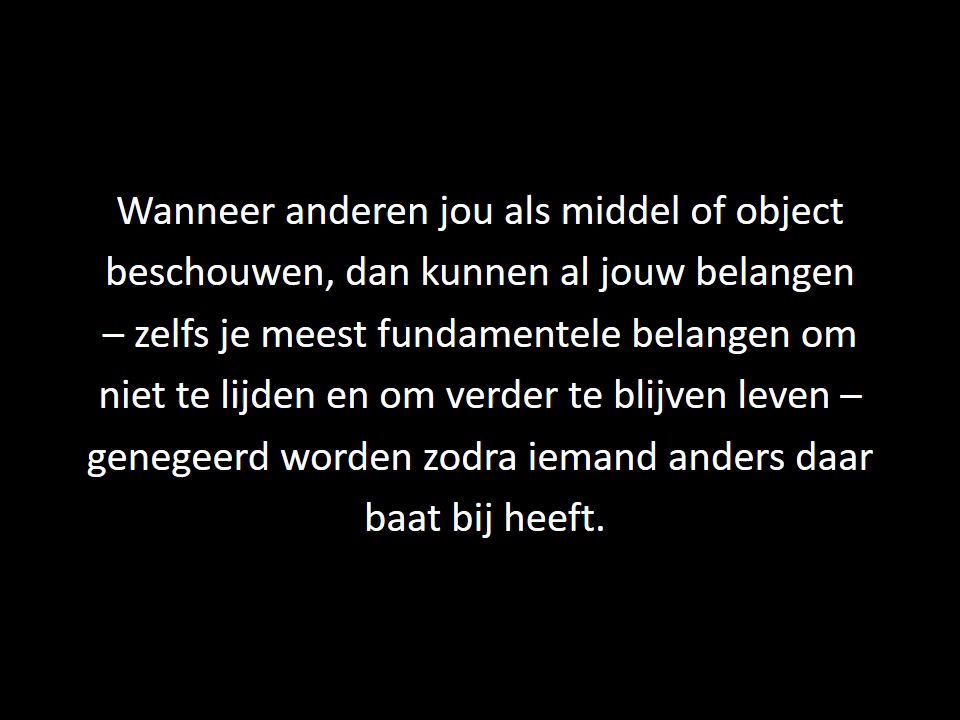 Wanneer anderen jou als middel of object
beschouwen, dan kunnen al jouw belangen
– zelfs je meest fundamentele belangen om
niet te lijden en om verder te blijven leven –
genegeerd worden zodra iemand anders daar
baat bij heeft.